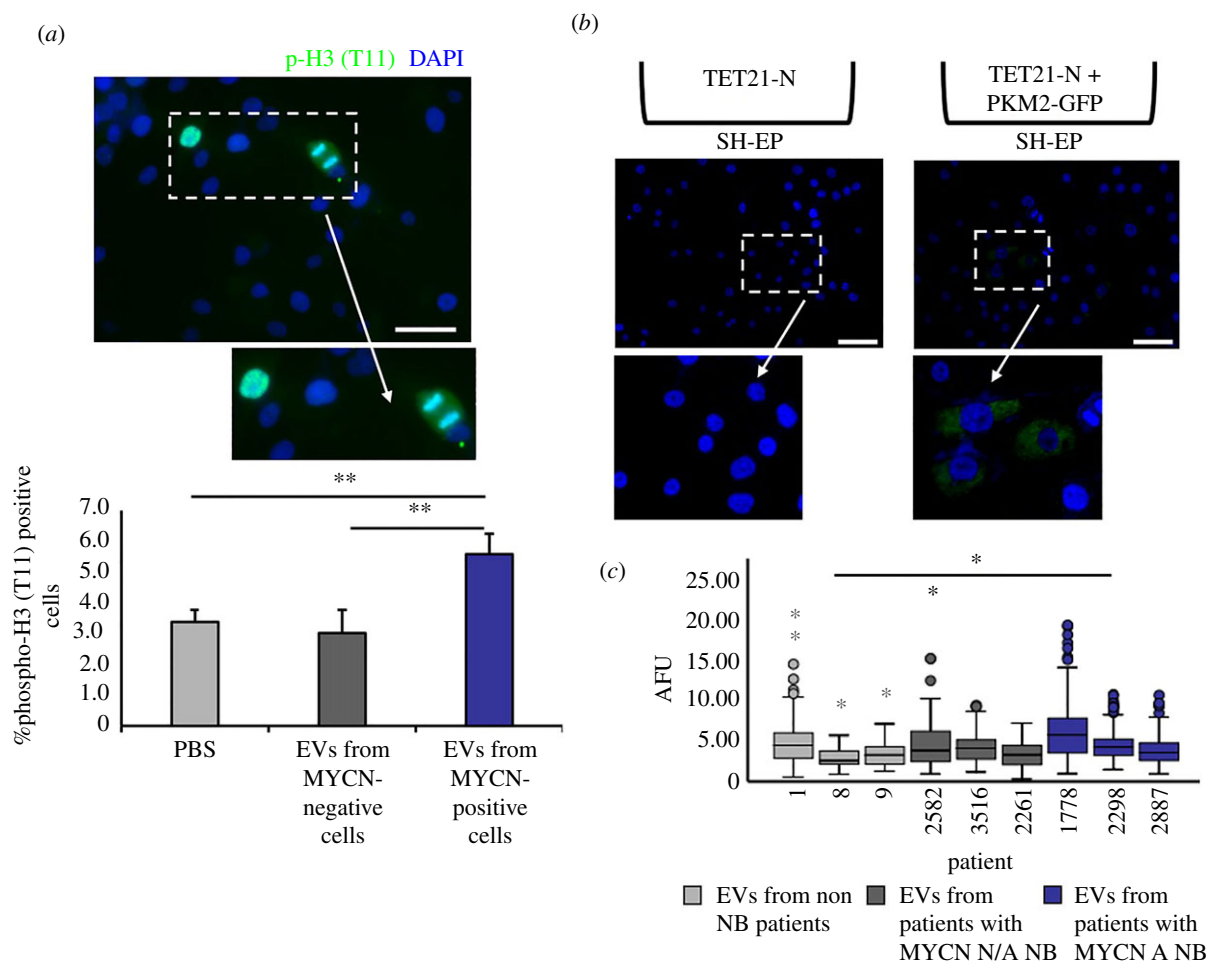 (a)
p-H3 (T11) DAPI
**
**
%phospho-H3 (T11) positive
cells
7.0
6.0
5.0
4.0
3.0
2.0
1.0
0
PBS
EVs from
MYCN-
negative
cells
EVs from
MYCN-
positive
cells
(b)
TET21-N
TET21-N +
PKM2-GFP
SH-EP
SH-EP
(c)
AFU
25.00
20.00
15.00
10.00
5.00
0
*
*
*
*
*
*
1
8
9
2582
3516
2261
1778
2298
2887
patient
EVs from non
NB patients
EVs from
patients with
MYCN N/A NB
EVs from
patients with
MYCN A NB